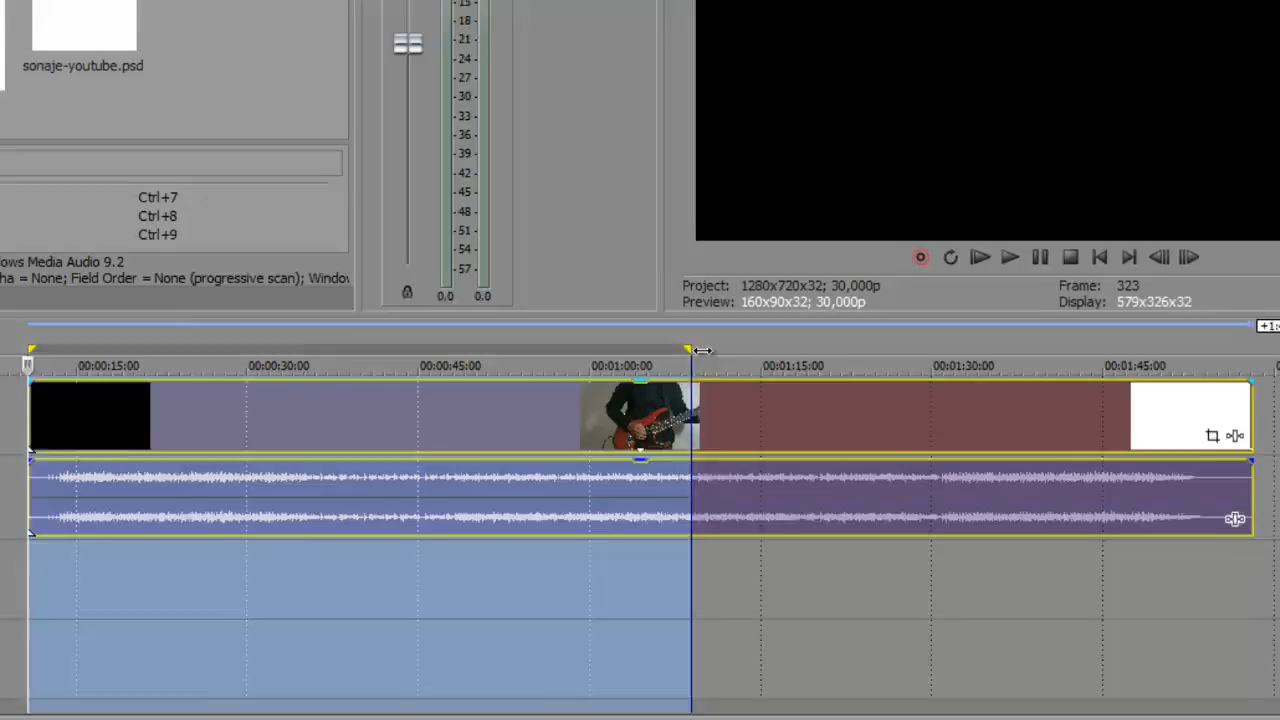 -15
-18
-21
-24
-27
-30
-33
-36
-39
-42
-45
-48
-51
-54
-57
0,0 0,0
sonaje-youtube.psd
Ctrl+7
Ctrl+8
Ctrl+9
ows Media Audio 9.2
ha = None; Field Order = None (progressive scan); Window
Project: 1280x720x32; 30,000p
Preview: 160x90x32; 30,000p
Frame: 323
Display: 579x326x32
00:00:15:00 00:00:30:00 00:00:45:00 00:01:00:00 00:01:15:00 00:01:30:00 00:01:45:00